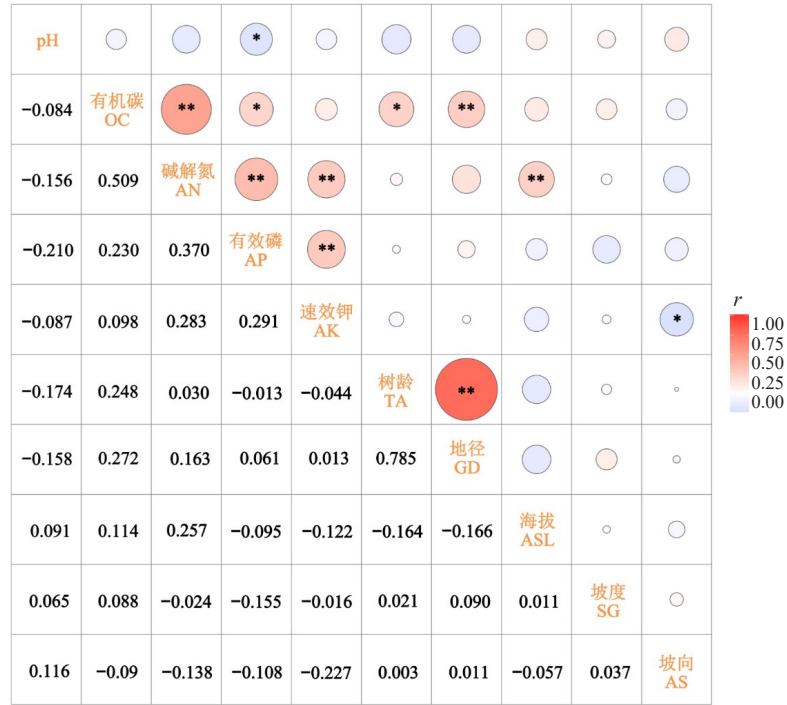 pH *
−0.084 有机碳 ** * * **
OC
−0.156 0.509 碱解氮 ** ** **
AN
−0.210 0.230 0.370 有效磷 **
AP
−0.087 0.098 0.283 0.291 速效钾 *
AK
−0.174 0.248 0.030 −0.013 −0.044 树龄 **
TA
−0.158 0.272 0.163 0.061 0.013 0.785 地径
GD
0.091 0.114 0.257 −0.095 −0.122 −0.164 −0.166 海拔
ASL
0.065 0.088 −0.024 −0.155 −0.016 0.021 0.090 0.011 坡度
SG
0.116 −0.09 −0.138 −0.108 −0.227 0.003 0.011 −0.057 0.037 坡向
AS
r
1.00
0.75
0.50
0.25
0.00